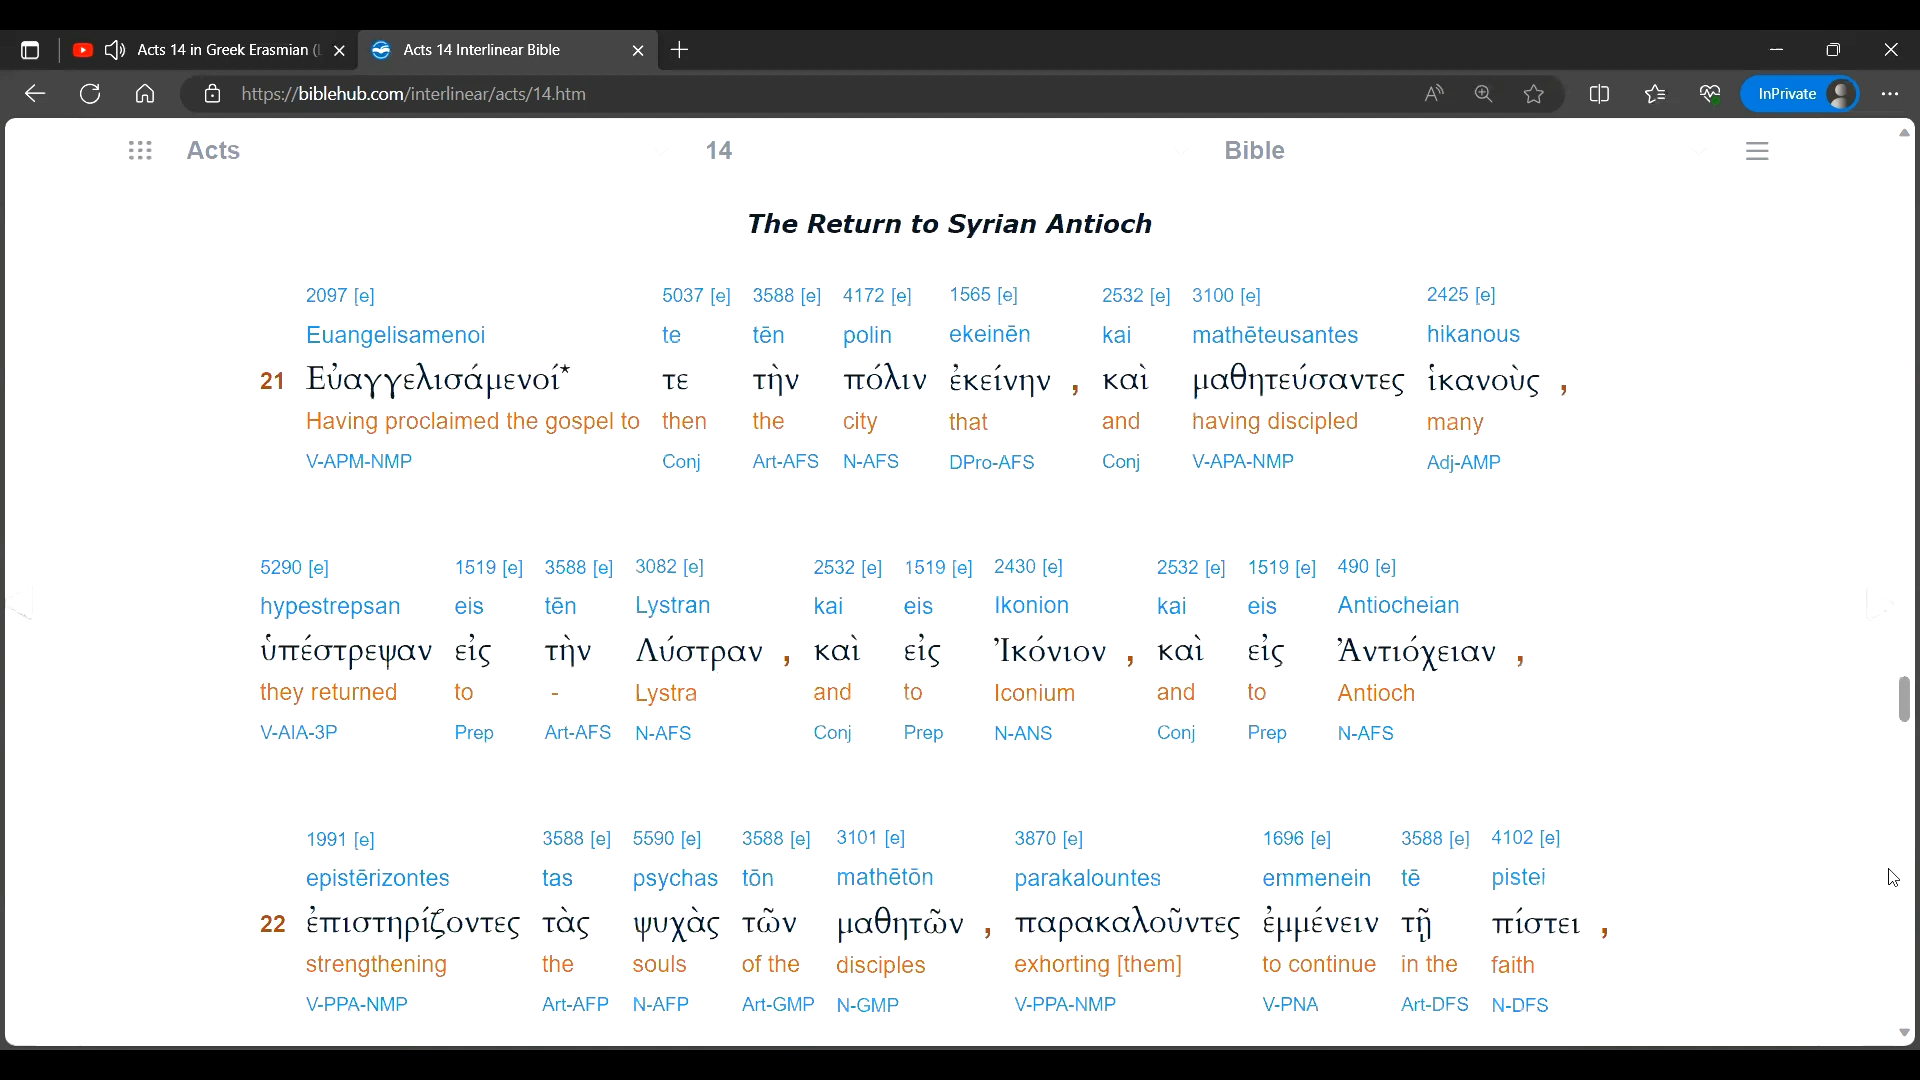 Acts 14 in Greek Erasmian (
Acts 14 Interlinear Bible
https://biblehub.com/interlinear/acts/14.htm
InPrivate
Acts 14 Bible
The Return to Syrian Antioch
2097 [e] 5037 [e] 3588 [e] 4172 [e] 1565 [e] 2532 [e] 3100 [e] 2425 [e]
Euangelisamenoi te tēn polin ekeinēn kai mathēteusantes hikanous
21 Εὐαγγελισάμενοί* τε τὴν πόλιν ἐκείνην , καὶ μαθητεύσαντες ἱκανοὺς ,
Having proclaimed the gospel to then the city that and having discipled many
V-APM-NMP Conj Art-AFS N-AFS DPro-AFS Conj V-APA-NMP Adj-AMP
5290 [e] 1519 [e] 3588 [e] 3082 [e] 2532 [e] 1519 [e] 2430 [e] 2532 [e] 1519 [e] 490 [e]
hypestrepsan eis tēn Lystran kai eis Ikonion kai eis Antiocheian
ὑπέστρεψαν εἰς τὴν Λύστραν , καὶ εἰς Ἰκόνιον , καὶ εἰς Ἀντιόχειαν ,
they returned to - Lystra and to Iconium and to Antioch
V-AIA-3P Prep Art-AFS N-AFS Conj Prep N-ANS Conj Prep N-AFS
1991 [e] 3588 [e] 5590 [e] 3588 [e] 3101 [e] 3870 [e] 1696 [e] 3588 [e] 4102 [e]
epistērizontes tas psychas tōn mathētōn parakalountes emmenein tē pistei
22 ἐπιστηρίζοντες τὰς ψυχὰς τῶν μαθητῶν , παρακαλοῦντες ἐμμένειν τῇ πίστει ,
strengthening the souls of the disciples exhorting [them] to continue in the faith
V-PPA-NMP Art-AFP N-AFP Art-GMP N-GMP V-PPA-NMP V-PNA Art-DFS N-DFS